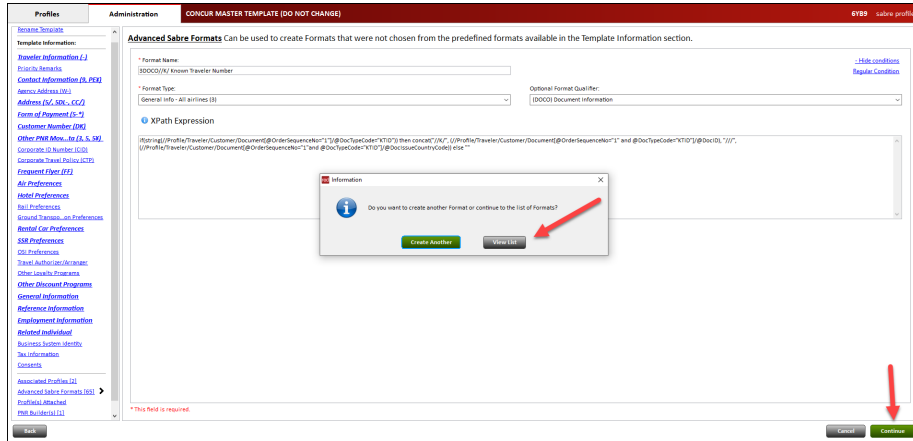 Profiles
Administration
CONCUR MASTER TEMPLATE (DO NOT CHANGE)
6YB9 sabre profile
Rename Template
Template Information:
Traveler Information (-)
Priority Remarks
Contact Information (9, PEX)
Agency Address (W-)
Address (5/, 5DL-, CC/)
Form of Payment (5-*)
Customer Number (DK)
Other PNR Mov...ta (3, 5, 5X)
Corporate ID Number (CID)
Corporate Travel Policy (CTP)
Frequent Flyer (FF)
Air Preferences
Hotel Preferences
Rail Preferences
Ground Transpo...on Preferences
Rental Car Preferences
SSR Preferences
OSI Preferences
Travel Authorizer/Arranger
Other Loyalty Programs
Other Discount Programs
General Information
Reference Information
Employment Information
Related Individual
Business System Identity
Tax Information
Consents
Associated Profiles [2]
Advanced Sabre Formats [65]
Profile(s) Attached
PNR Builder(s) [1]
Back
Advanced Sabre Formats Can be used to create Formats that were not chosen from the predefined formats available in the Template Information section.
* Format Name:
3DOCO//K/ Known Traveler Number
- Hide conditions
Regular Condition
* Format Type:
General Info - All airlines (3)
Optional Format Qualifier:
(DOCO) Document Information
XPath Expression
if(string(//Profile/Traveler/Customer/Document[@OrderSequenceNo="1"]/@DocTypeCode="KTID")) then concat("//K/", (//Profile/Traveler/Customer/Document[@OrderSequenceNo="1" and @DocTypeCode="KTID"]/@DocID), "///",
(//Profile/Traveler/Customer/Document[@OrderSequenceNo="1"and @DocTypeCode="KTID"]/@DocIssueCountryCode)) else ""
Information
Do you want to create another Format or continue to the list of Formats?
Create Another
View List
* This field is required.
Cancel
Continue